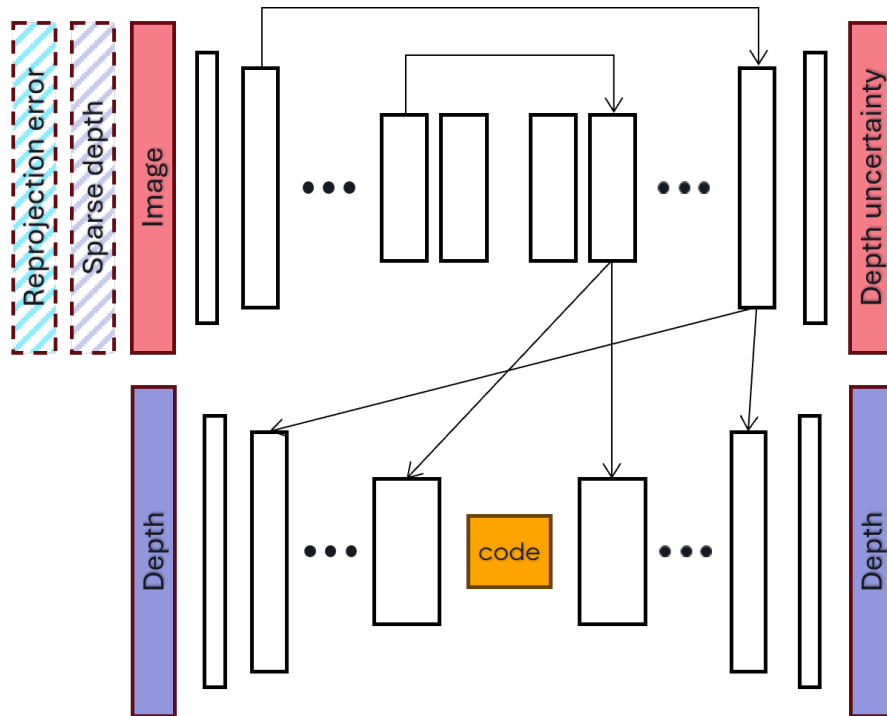 Reprojection error
Sparse depth
Image
Depth uncertainty
Depth
code
Depth